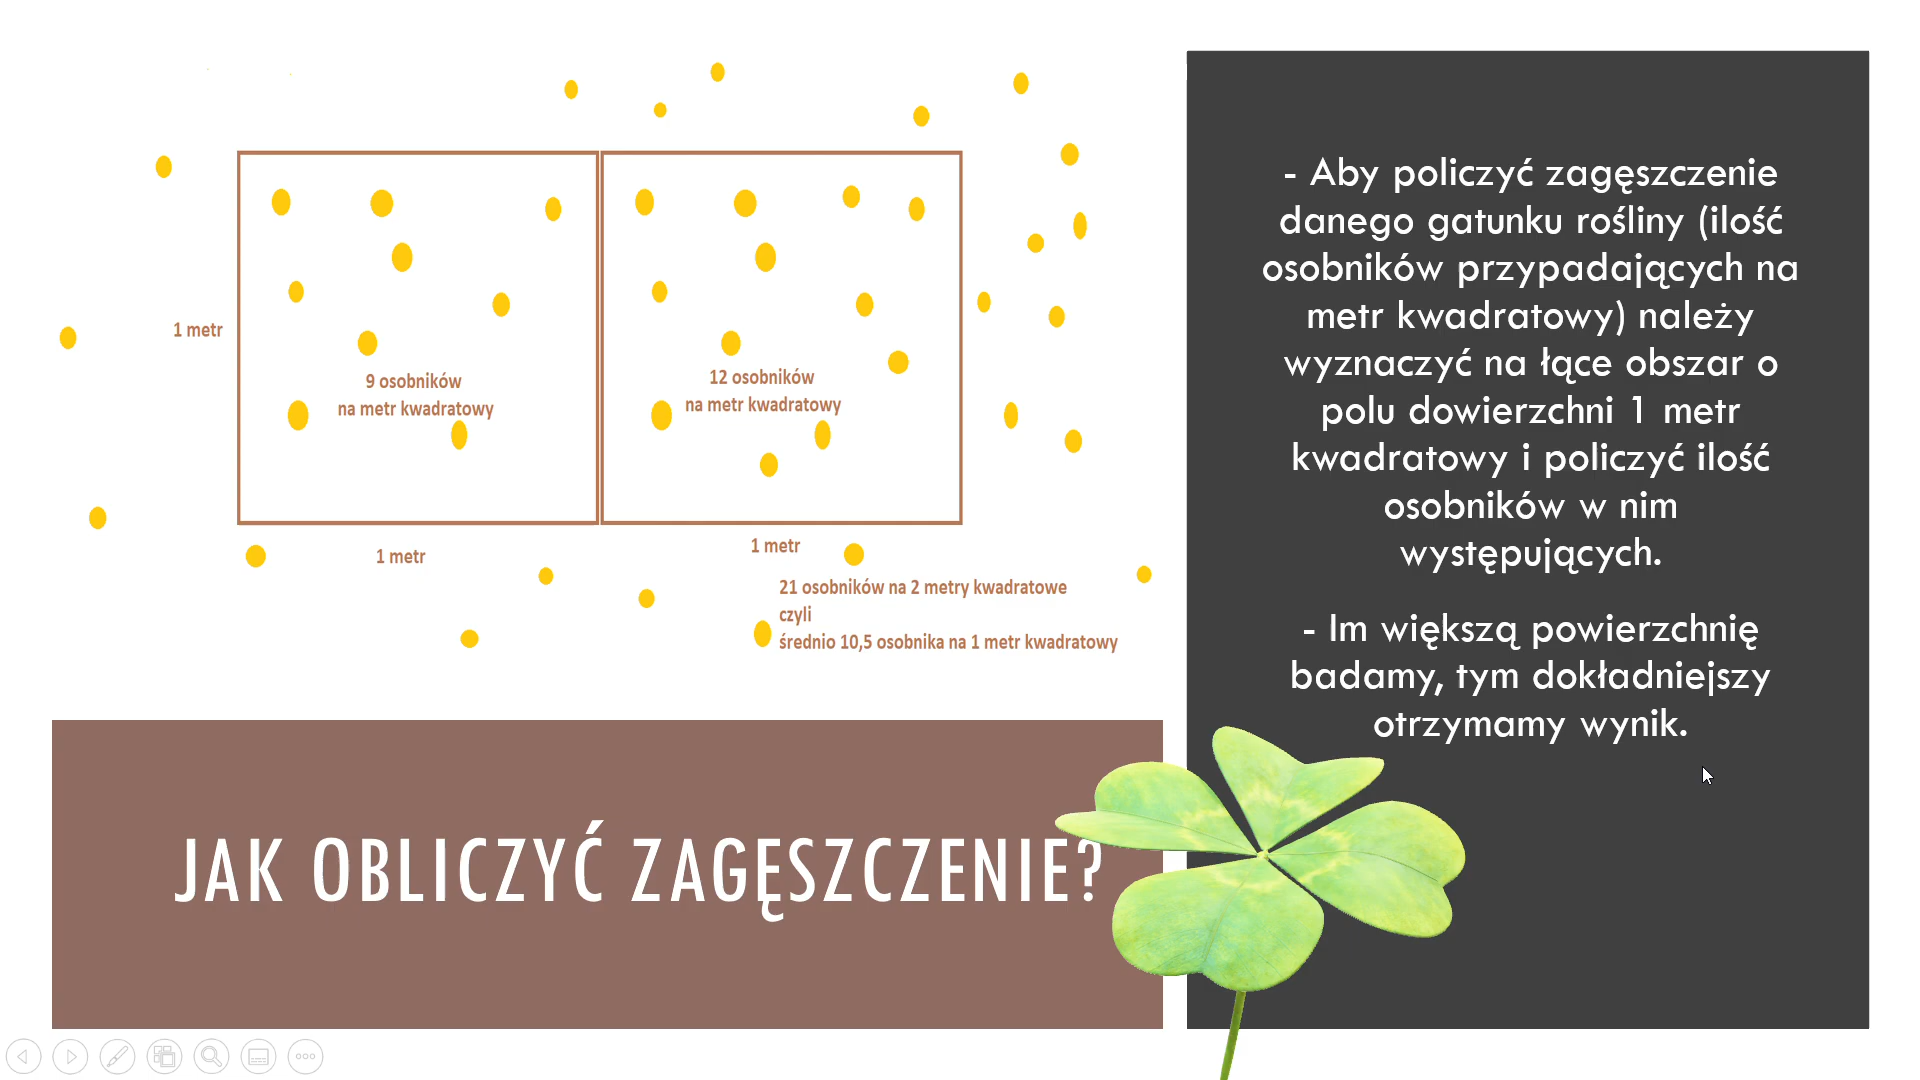 1 metr
9 osobników
na metr kwadratowy
12 osobników
na metr kwadratowy
1 metr
1 metr
21 osobników na 2 metry kwadratowe
czyli
średnio 10,5 osobnika na 1 metr kwadratowy
JAK OBLICZYĆ ZAGĘSZCZENIE?
- Aby policzyć zagęszczenie
danego gatunku rośliny (ilość
osobników przypadających na
metr kwadratowy) należy
wyznaczyć na łące obszar o
polu dowierzchni 1 metr
kwadratowy i policzyć ilość
osobników w nim
występujących.
- Im większą powierzchnię
badamy, tym dokładniejszy
otrzymamy wynik.